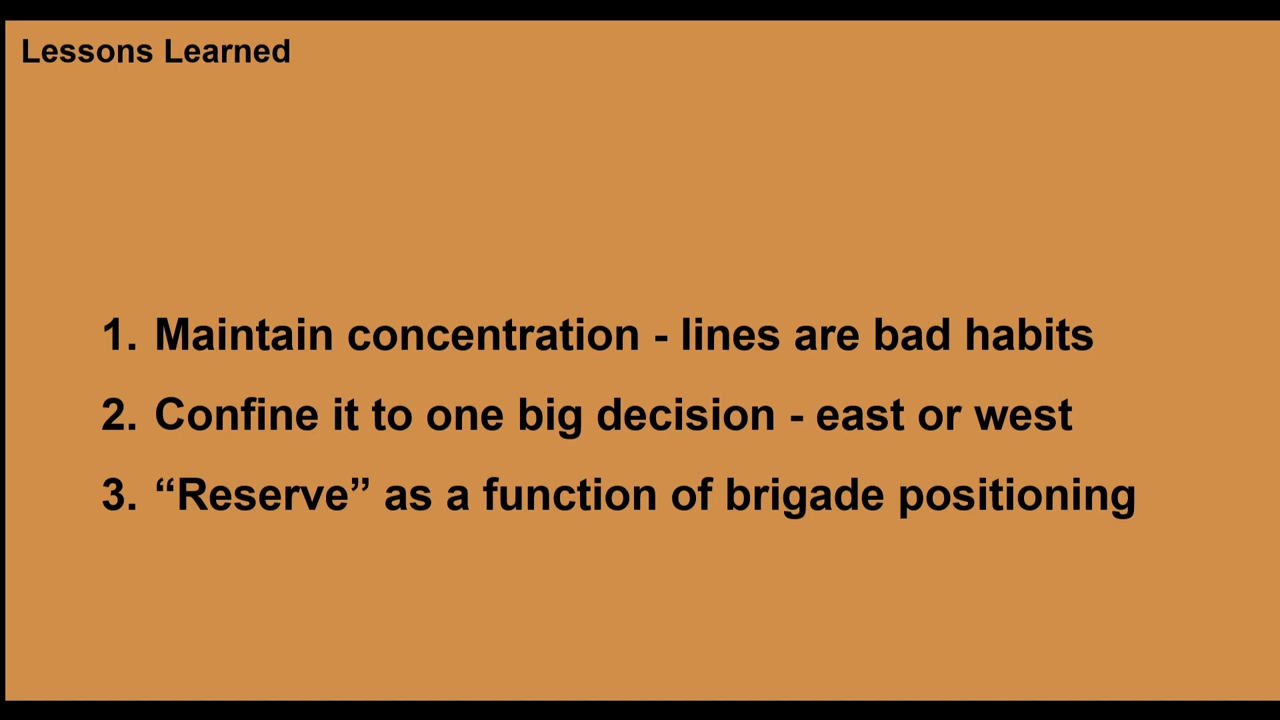 Lessons Learned
1. Maintain concentration - lines are bad habits
2. Confine it to one big decision - east or west
3. “Reserve” as a function of brigade positioning